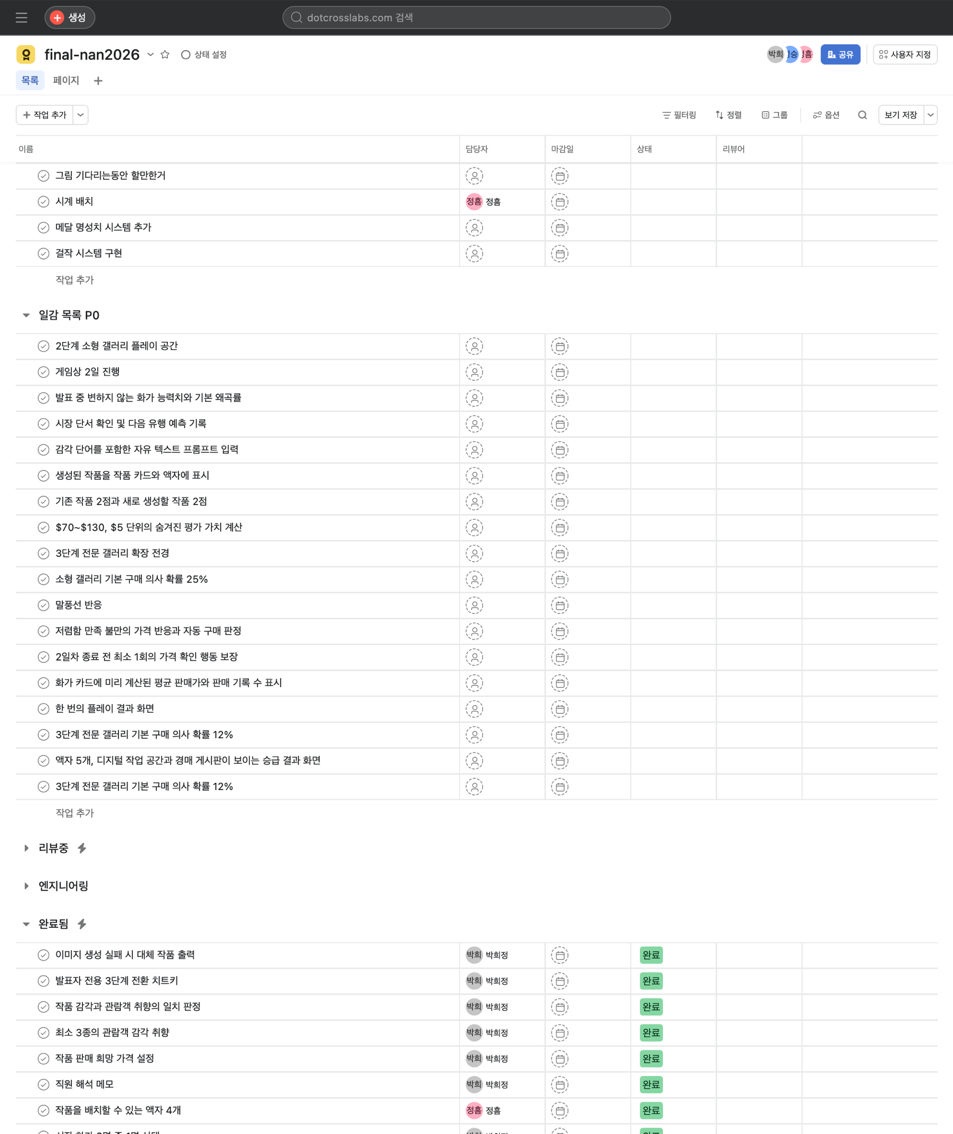 생성
dotcrosslabs.com 검색
final-nan2026 상태 설정
박희 승 정흠 공유 사용자 지정
목록 페이지
작업 추가 필터링 정렬 그룹 옵션 보기 저장
이름 담당자 마감일 상태 리뷰어
그림 기다리는동안 할만한거
시계 배치 정흠 정흠
메달 명성치 시스템 추가
걸작 시스템 구현
작업 추가
일감 목록 P0
2단계 소형 갤러리 플레이 공간
게임상 2일 진행
발표 중 변하지 않는 화가 능력치와 기본 왜곡률
시장 단서 확인 및 다음 유행 예측 기록
감각 단어를 포함한 자유 텍스트 프롬프트 입력
생성된 작품을 작품 카드와 액자에 표시
기존 작품 2점과 새로 생성할 작품 2점
$70~$130, $5 단위의 숨겨진 평가 가치 계산
3단계 전문 갤러리 확장 전경
소형 갤러리 기본 구매 의사 확률 25%
말풍선 반응
저렴함 만족 불만의 가격 반응과 자동 구매 판정
2일차 종료 전 최소 1회의 가격 확인 행동 보장
화가 카드에 미리 계산된 평균 판매가와 판매 기록 수 표시
한 번의 플레이 결과 화면
3단계 전문 갤러리 기본 구매 의사 확률 12%
액자 5개, 디지털 작업 공간과 경매 게시판이 보이는 승급 결과 화면
3단계 전문 갤러리 기본 구매 의사 확률 12%
작업 추가
리뷰중
엔지니어링
완료됨
이미지 생성 실패 시 대체 작품 출력 박희 박희정 완료
발표자 전용 3단계 전환 치트키 박희 박희정 완료
작품 감각과 관람객 취향의 일치 판정 박희 박희정 완료
최소 3종의 관람객 감각 취향 박희 박희정 완료
작품 판매 희망 가격 설정 박희 박희정 완료
직원 해석 메모 박희 박희정 완료
작품을 배치할 수 있는 액자 4개 정흠 정흠 완료